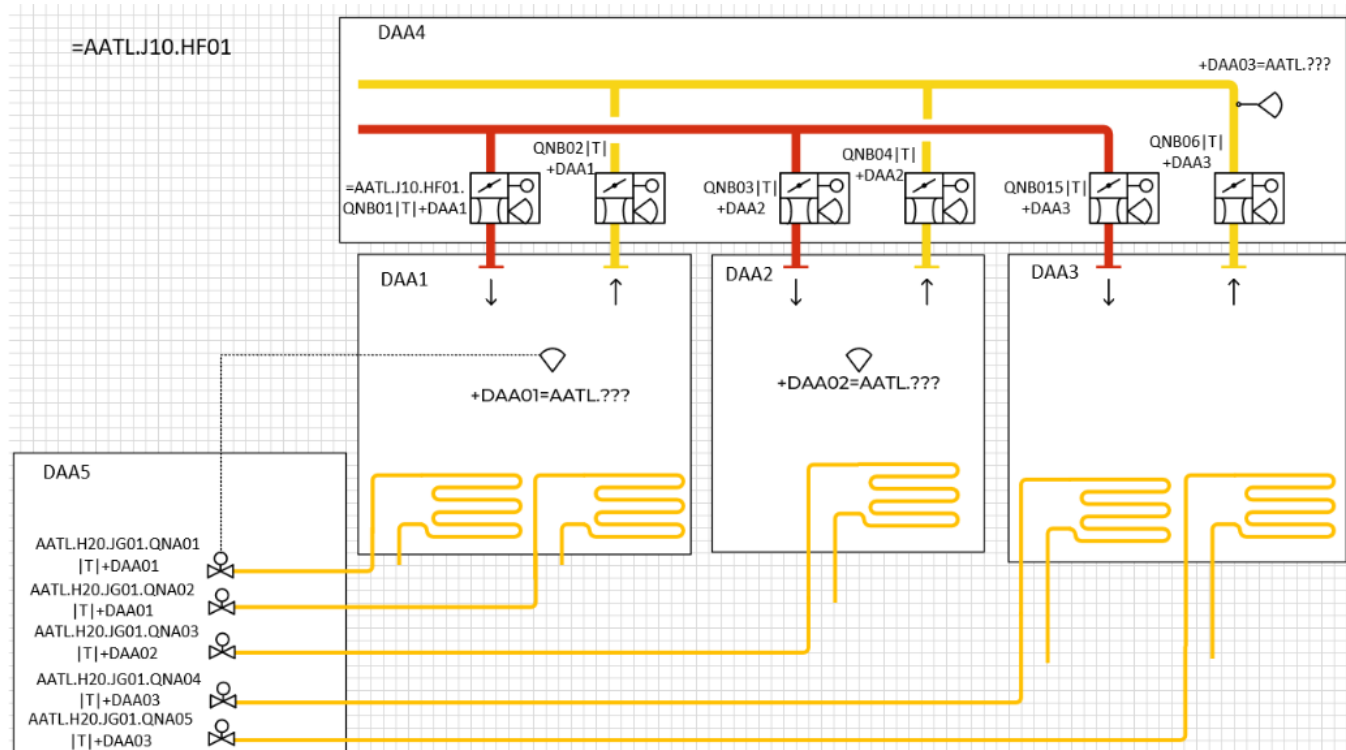 =AATL.J10.HF01
DAA4
+DAA03=AATL.???
QNB02|T|
+DAA1
QNB04|T|
+DAA2
QNB06|T|
+DAA3
=AATL.J10.HF01.
QNB01|T|+DAA1
QNB03|T|
+DAA2
QNB015|T|
+DAA3
DAA1
DAA2
DAA3
+DAA01=AATL.???
+DAA02=AATL.???
DAA5
AATL.H20.JG01.QNA01
|T|+DAA01
AATL.H20.JG01.QNA02
|T|+DAA01
AATL.H20.JG01.QNA03
|T|+DAA02
AATL.H20.JG01.QNA04
|T|+DAA03
AATL.H20.JG01.QNA05
|T|+DAA03